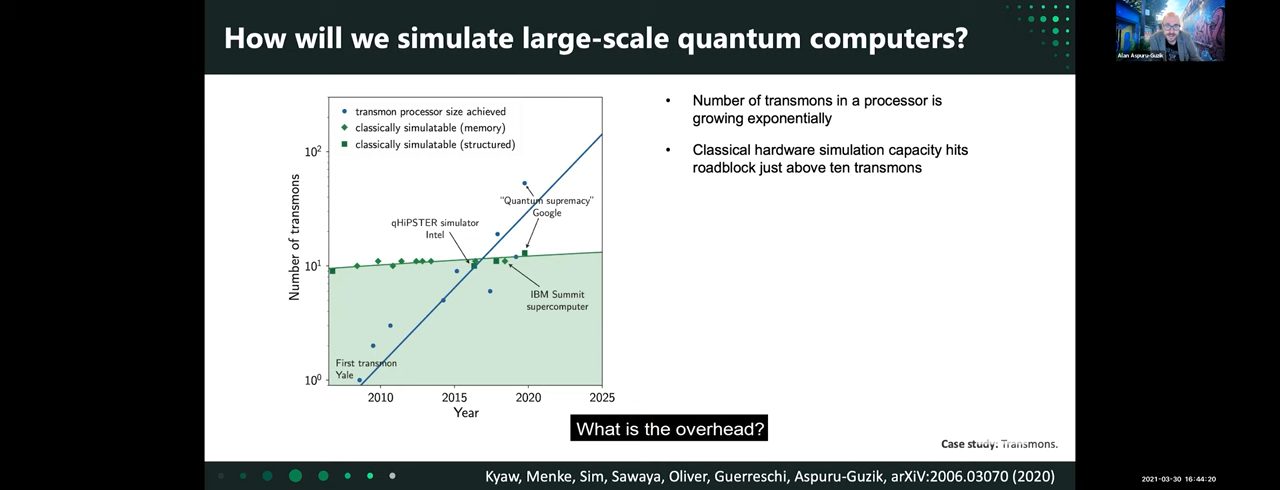 How will we simulate large-scale quantum computers?
Alan Aspuru-Guzik
transmon processor size achieved
classically simulatable (memory)
classically simulatable (structured)
10²
10¹
10⁰
Number of transmons
"Quantum supremacy"
Google
qHiPSTER simulator
Intel
IBM Summit
supercomputer
First transmon
Yale
2010
2015
2020
2025
Year
• Number of transmons in a processor is
growing exponentially
• Classical hardware simulation capacity hits
roadblock just above ten transmons
What is the overhead?
Case study: Transmons.
Kyaw, Menke, Sim, Sawaya, Oliver, Guerreschi, Aspuru-Guzik, arXiV:2006.03070 (2020)
2021-03-30 16:44:20